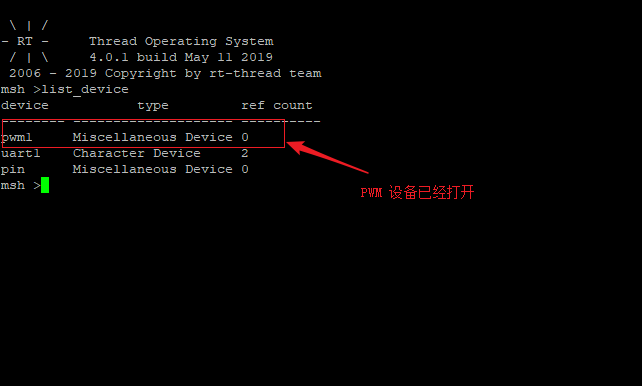 \ | /
- RT -     Thread Operating System
 / | \     4.0.1 build May 11 2019
 2006 - 2019 Copyright by rt-thread team
msh >list_device
device           type         ref count
-------- -------------------- ----------
pwm1     Miscellaneous Device 0
uart1    Character Device     2
pin      Miscellaneous Device 0
msh >
PWM 设备已经打开